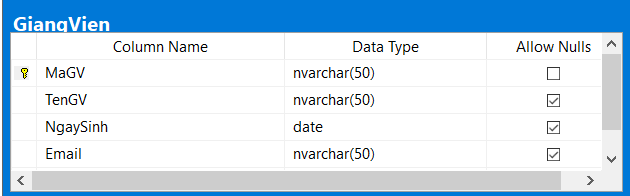 GiangVien
Column Name Data Type Allow Nulls
MaGV nvarchar(50)
TenGV nvarchar(50)
NgaySinh date
Email nvarchar(50)